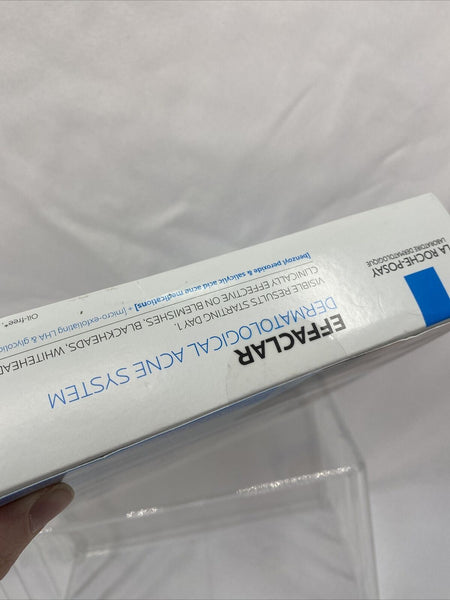 LA ROCHE-POSAY
LABORATOIRE DERMATOLOGIQUE
EFFACLAR
DERMATOLOGICAL ACNE SYSTEM
VISIBLE RESULTS STARTING DAY 1.
CLINICALLY EFFECTIVE ON BLEMISHES, BLACKHEADS, WHITEHEAD
[benzoyl peroxide & salicylic acid acne medications] + [micro-exfoliating LHA & glycolic
Oil-free*.